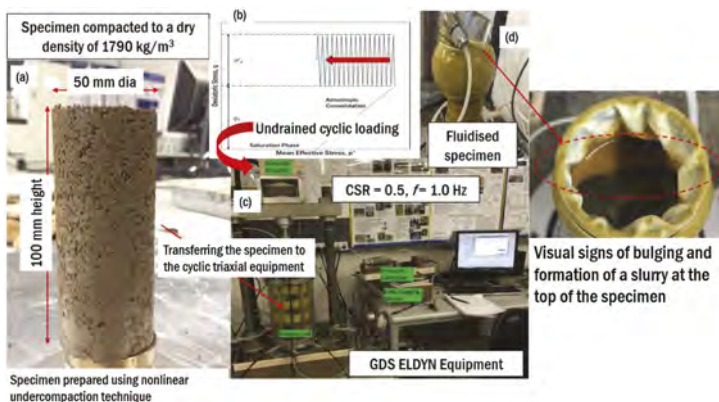 Specimen compacted to a dry
density of 1790 kg/m³
(a)
50 mm dia
100 mm height
Specimen prepared using nonlinear
undercompaction technique
(b)
Deviatoric Stress, q
Anisotropic
Consolidation
Undrained cyclic loading
Saturation Phase
Mean Effective Stress, p'
(c)
CSR = 0.5, f = 1.0 Hz
Transferring the specimen to
the cyclic triaxial equipment
GDS ELDYN Equipment
(d)
Fluidised
specimen
Visual signs of bulging and
formation of a slurry at the
top of the specimen